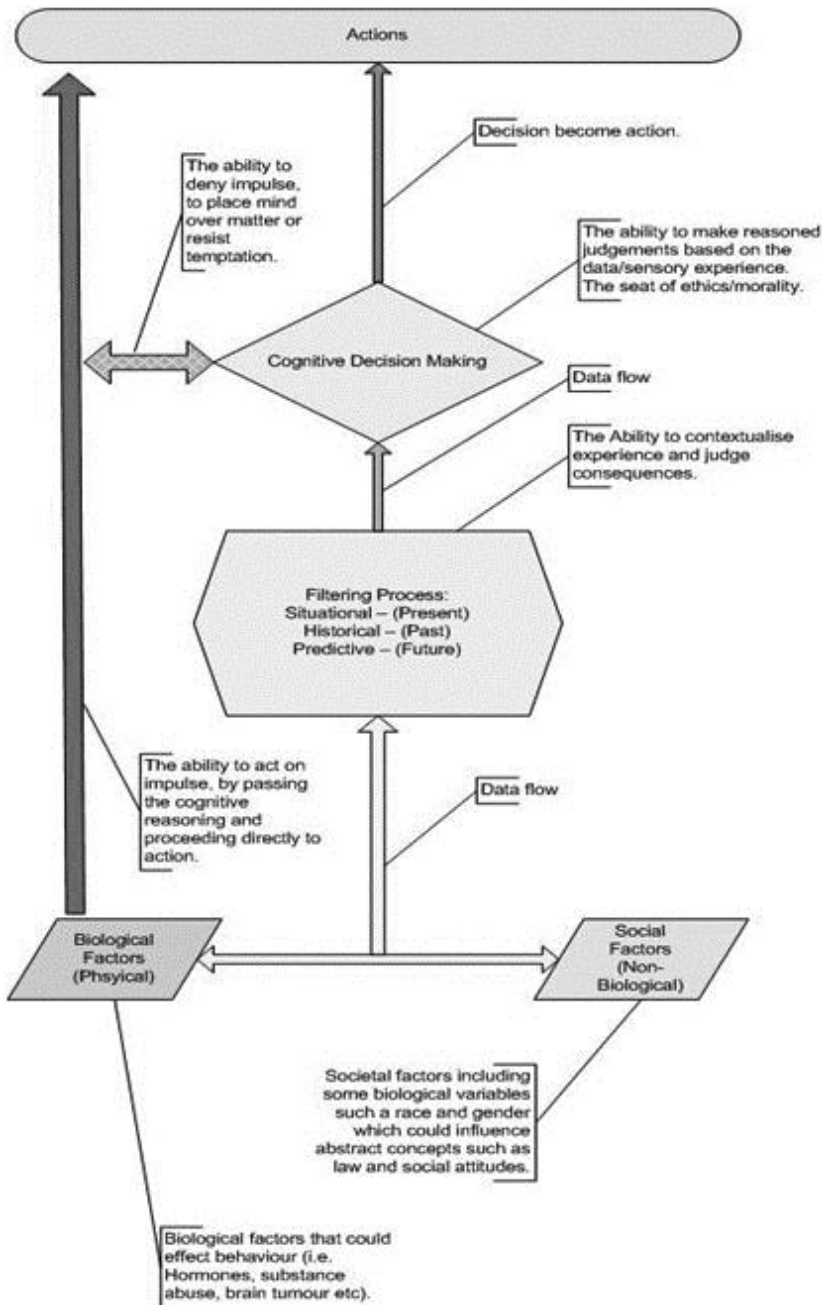 Actions
Decision become action.
The ability to
deny impulse,
to place mind
over matter or
resist
temptation.
The ability to make reasoned
judgements based on the
data/sensory experience.
The seat of ethics/morality.
Cognitive Decision Making
Data flow
The Ability to contextualise
experience and judge
consequences.
Filtering Process:
Situational – (Present)
Historical – (Past)
Predictive – (Future)
The ability to act on
impulse, by passing
the cognitive
reasoning and
proceeding directly to
action.
Data flow
Biological
Factors
(Phsyical)
Social
Factors
(Non-
Biological)
Societal factors including
some biological variables
such a race and gender
which could influence
abstract concepts such as
law and social attitudes.
Biological factors that could
effect behaviour (i.e.
Hormones, substance
abuse, brain tumour etc).